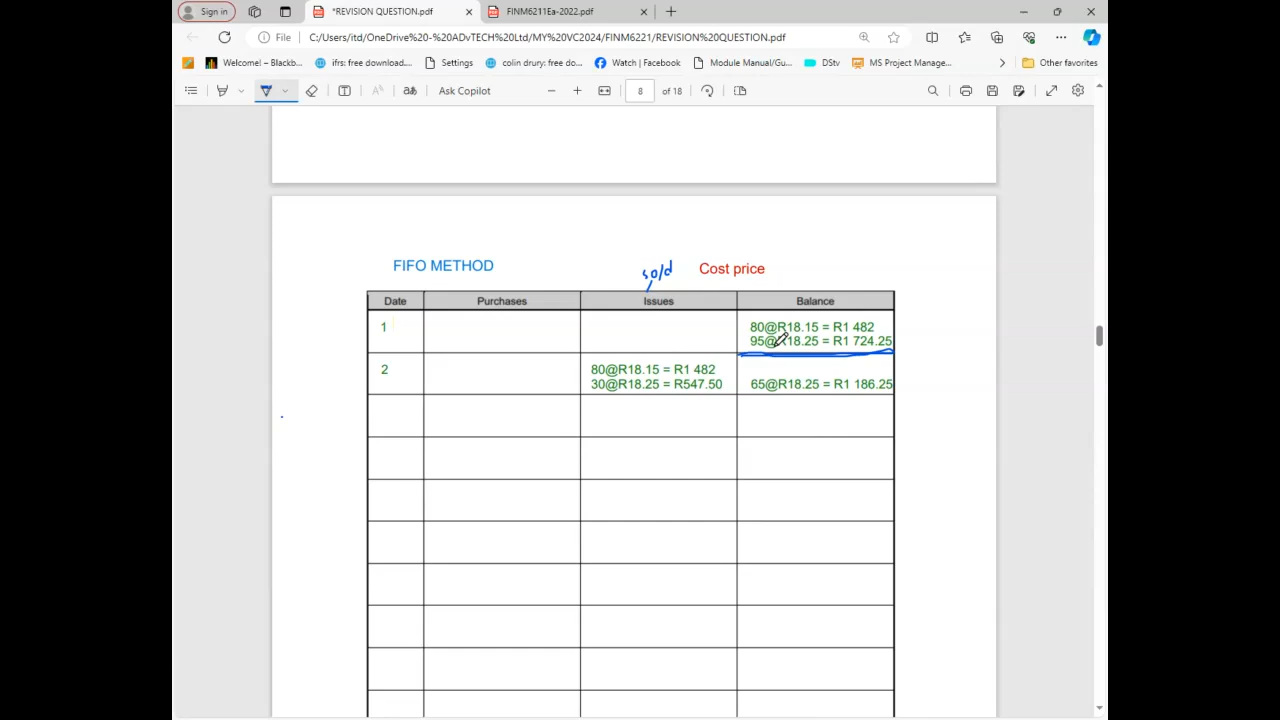 Sign in
*REVISION QUESTION.pdf
FINM6211Ea-2022.pdf
File
C:/Users/itd/OneDrive%20-%20ADvTECH%20Ltd/MY%20VC2024/FINM6221/REVISION%20QUESTION.pdf
Welcome! – Blackb...
ifrs: free download....
Settings
colin drury: free do...
Watch | Facebook
Module Manual/Gu...
DStv
MS Project Manage...
Other favorites
Ask Copilot
8 of 18
FIFO METHOD
sold
Cost price
Date Purchases Issues Balance
1 80@R18.15 = R1 482
95@R18.25 = R1 724.25
2 80@R18.15 = R1 482
30@R18.25 = R547.50 65@R18.25 = R1 186.25